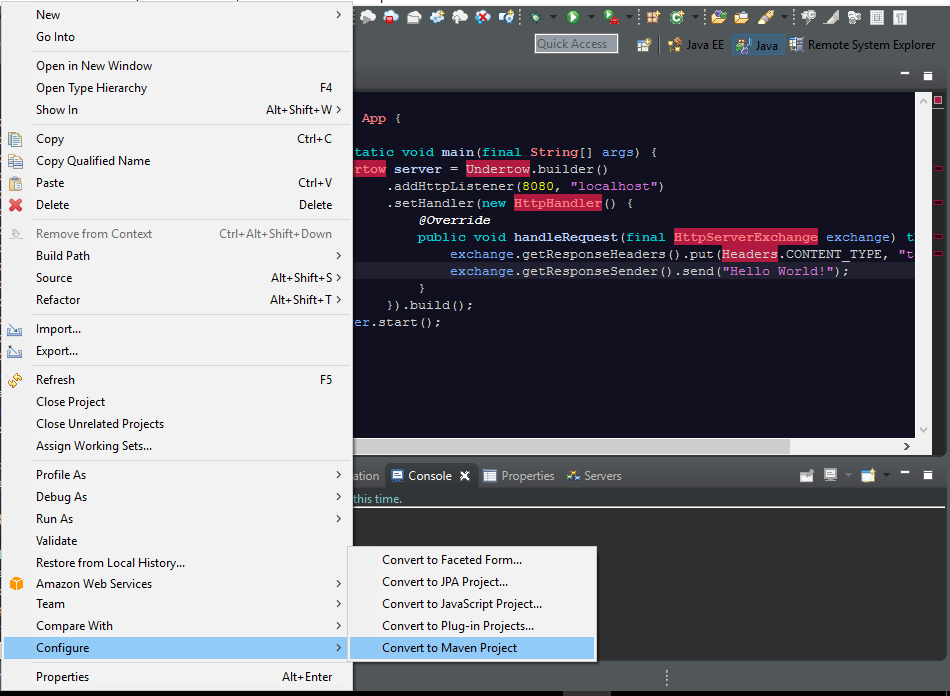 New
Go Into
Open in New Window
Open Type Hierarchy F4
Show In Alt+Shift+W
Copy Ctrl+C
Copy Qualified Name
Paste Ctrl+V
Delete Delete
Remove from Context Ctrl+Alt+Shift+Down
Build Path
Source Alt+Shift+S
Refactor Alt+Shift+T
Import...
Export...
Refresh F5
Close Project
Close Unrelated Projects
Assign Working Sets...
Profile As
Debug As
Run As
Validate
Restore from Local History...
Amazon Web Services
Team
Compare With
Configure
Properties Alt+Enter
Convert to Faceted Form...
Convert to JPA Project...
Convert to JavaScript Project...
Convert to Plug-in Projects...
Convert to Maven Project
Quick Access
Java EE
Java
Remote System Explorer
App {
tatic void main(final String[] args) {
rtow server = Undertow.builder()
.addHttpListener(8080, "localhost")
.setHandler(new HttpHandler() {
@Override
public void handleRequest(final HttpServerExchange exchange) th
exchange.getResponseHeaders().put(Headers.CONTENT_TYPE, "t
exchange.getResponseSender().send("Hello World!");
}
}).build();
er.start();
ation
Console
Properties
Servers
this time.